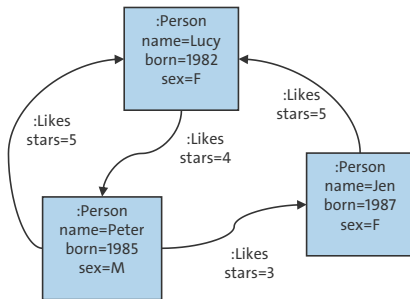 :Person
name=Lucy
born=1982
sex=F
:Likes
stars=5
:Likes
stars=4
:Likes
stars=5
:Person
name=Peter
born=1985
sex=M
:Person
name=Jen
born=1987
sex=F
:Likes
stars=3